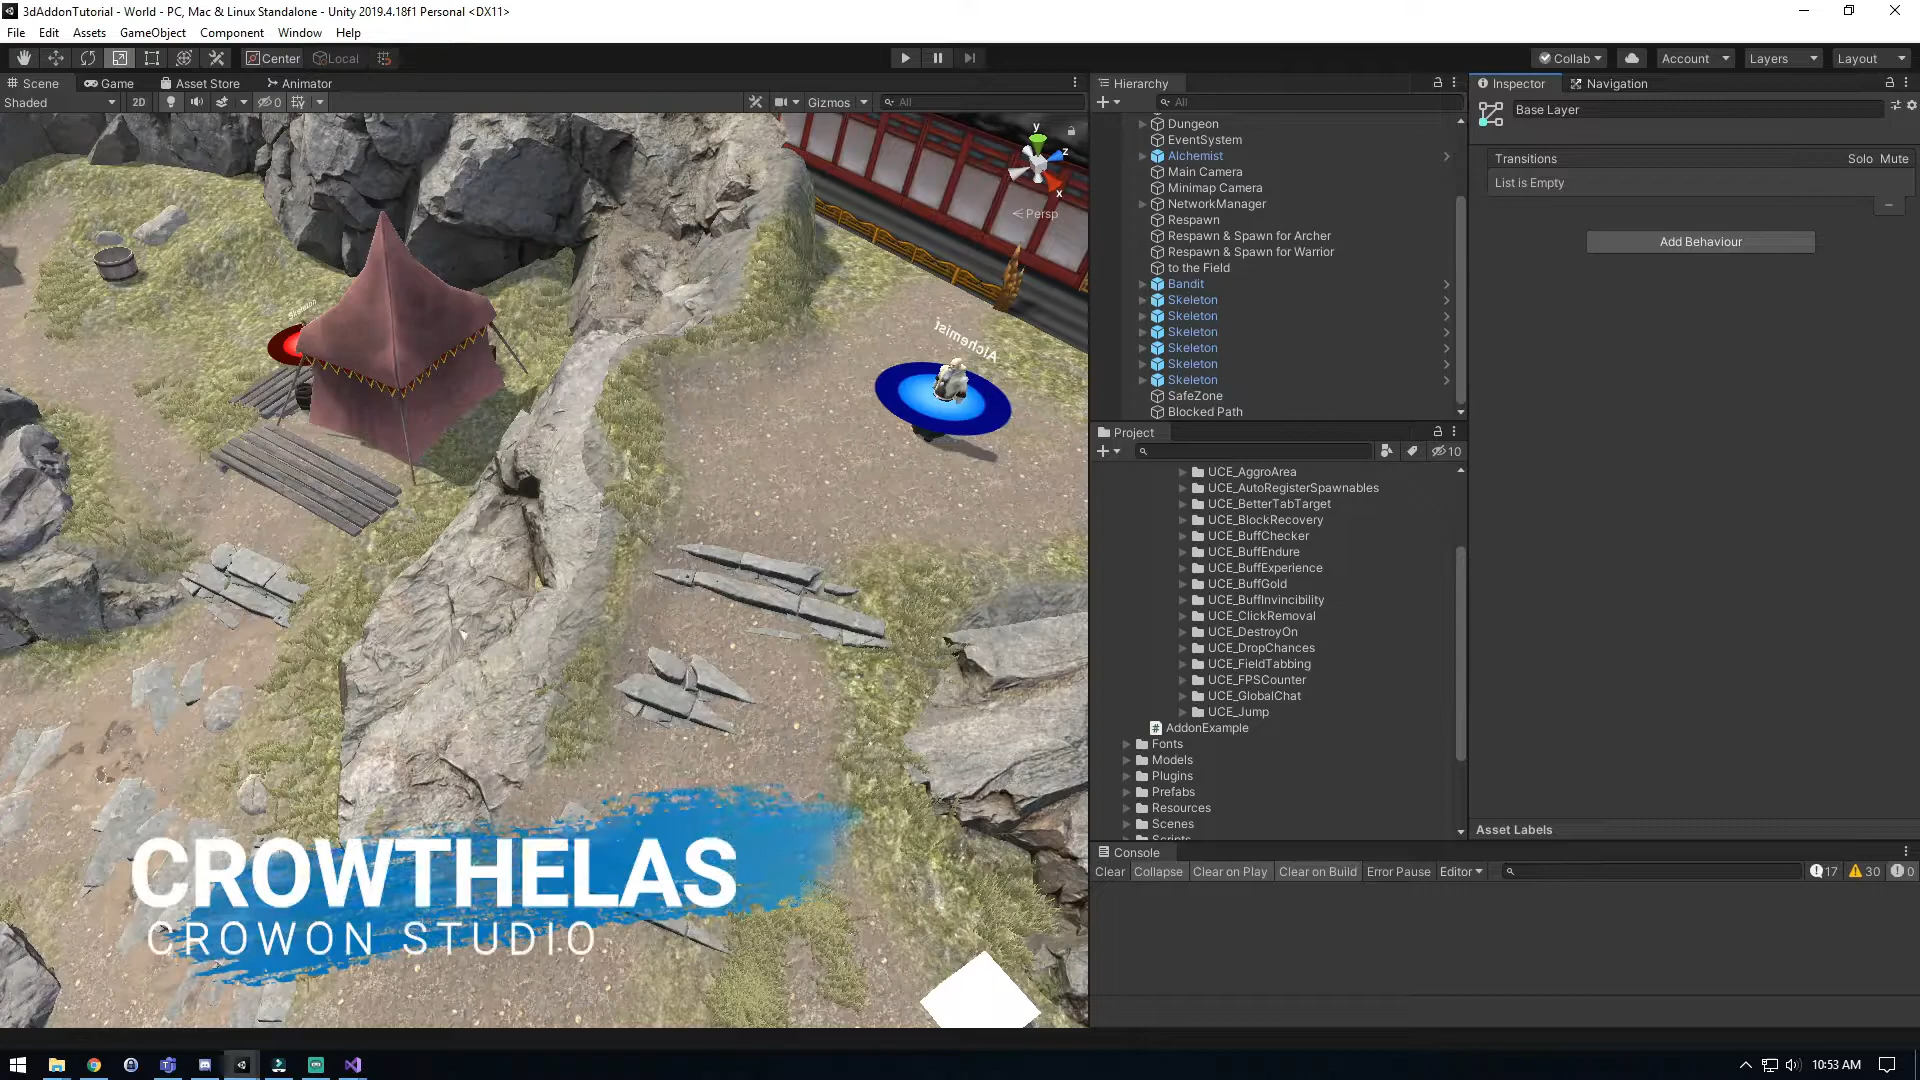 3dAddonTutorial - World - PC, Mac & Linux Standalone - Unity 2019.4.18f1 Personal <DX11>
File Edit Assets GameObject Component Window Help
Center Local
Collab Account Layers Layout
Scene Game Asset Store Animator
Shaded 2D 0 Gizmos All
y
z
x
Persp
Skeleton
Alchemist
CROWTHELAS
CROWON STUDIO
Hierarchy
All
Dungeon
EventSystem
Alchemist
Main Camera
Minimap Camera
NetworkManager
Respawn
Respawn & Spawn for Archer
Respawn & Spawn for Warrior
to the Field
Bandit
Skeleton
Skeleton
Skeleton
Skeleton
Skeleton
Skeleton
SafeZone
Blocked Path
Project
10
UCE_AggroArea
UCE_AutoRegisterSpawnables
UCE_BetterTabTarget
UCE_BlockRecovery
UCE_BuffChecker
UCE_BuffEndure
UCE_BuffExperience
UCE_BuffGold
UCE_BuffInvincibility
UCE_ClickRemoval
UCE_DestroyOn
UCE_DropChances
UCE_FieldTabbing
UCE_FPSCounter
UCE_GlobalChat
UCE_Jump
AddonExample
Fonts
Models
Plugins
Prefabs
Resources
Scenes
Scripts
Inspector Navigation
Base Layer
Transitions Solo Mute
List is Empty
Add Behaviour
Asset Labels
Console
Clear Collapse Clear on Play Clear on Build Error Pause Editor 17 30 0
10:53 AM